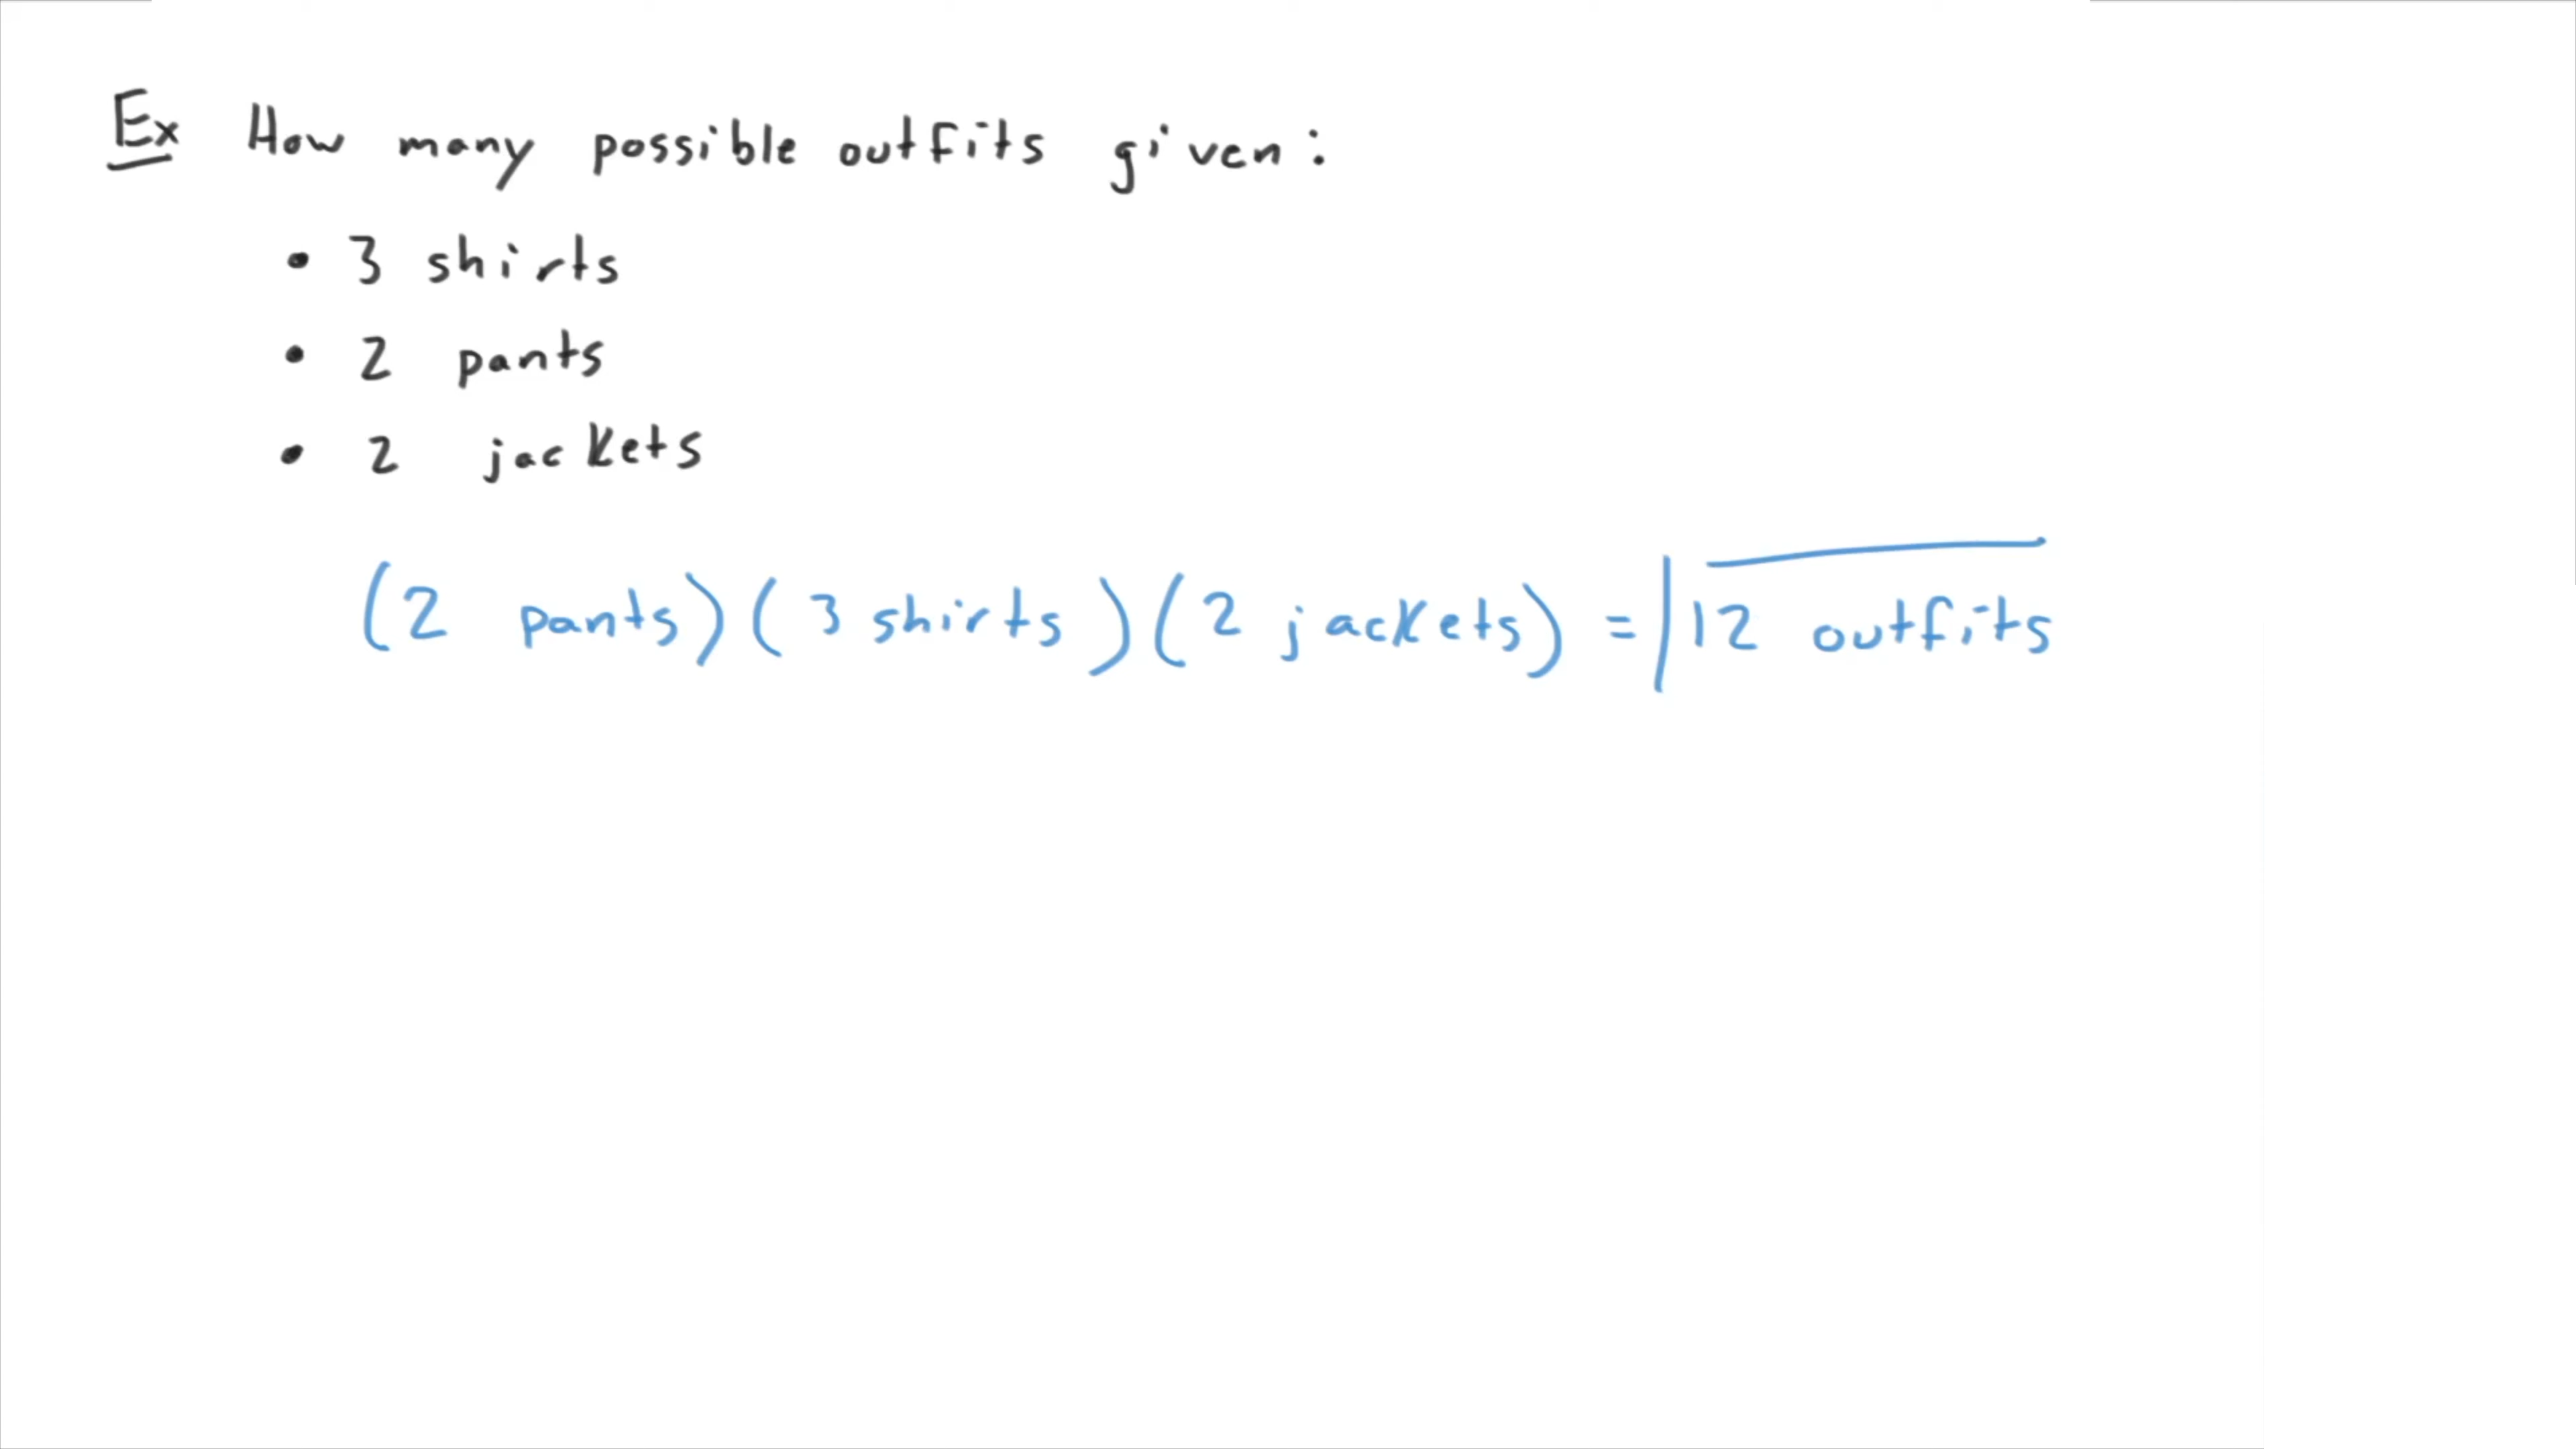 Ex How many possible outfits given:
• 3 shirts
• 2 pants
• 2 jackets
(2 pants)(3 shirts)(2 jackets) = 12 outfits